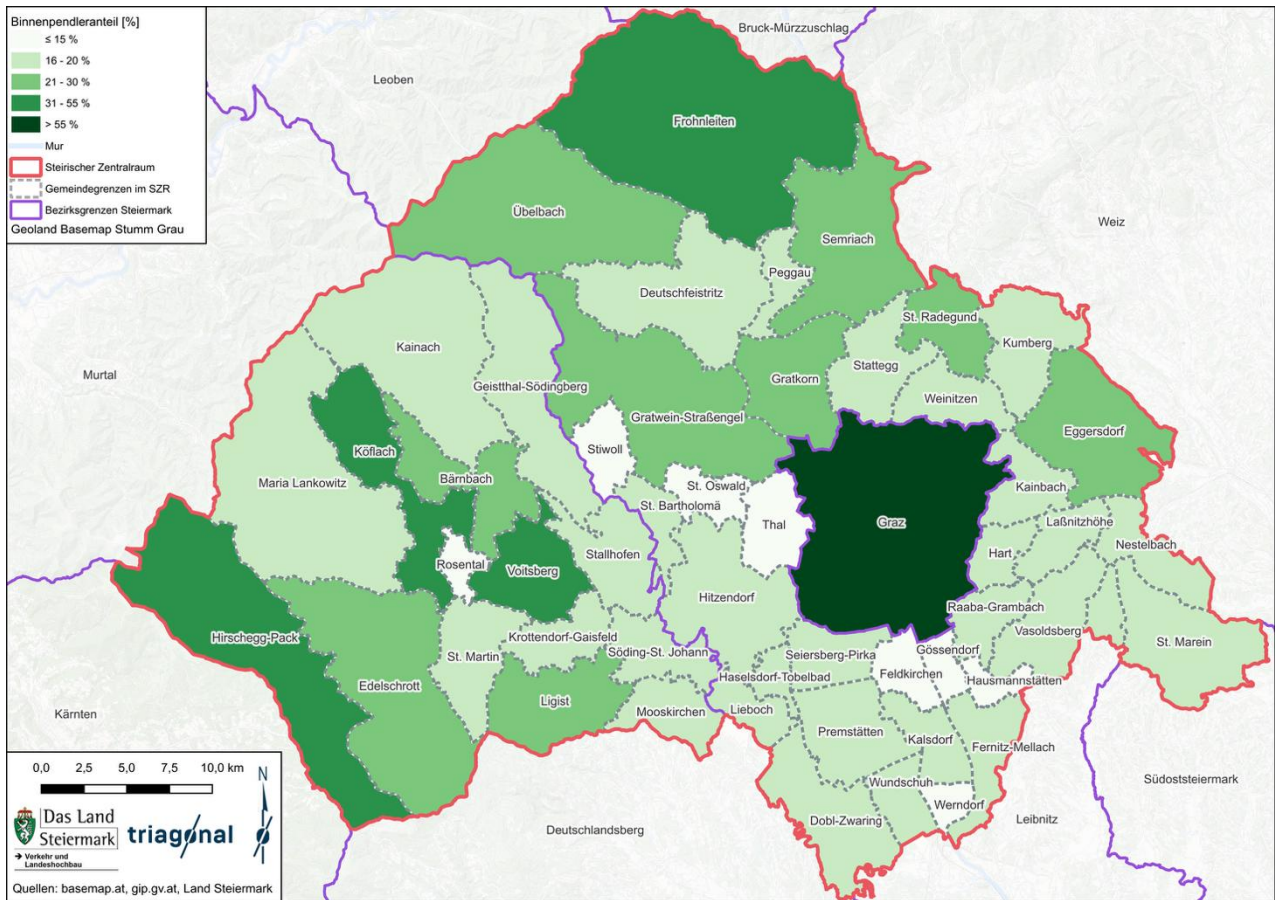 Binnenpendleranteil [%]
≤ 15 %
16 - 20 %
21 - 30 %
31 - 55 %
> 55 %
Mur
Steirischer Zentralraum
Gemeindegrenzen im SZR
Bezirksgrenzen Steiermark
Geoland Basemap Stumm Grau
Bruck-Mürzzuschlag
Leoben
Frohnleiten
Übelbach
Semriach
Weiz
Peggau
Deutschfeistritz
St. Radegund
Kainach
Kumberg
Murtal
Geistthal-Södingberg
Gratkorn
Stattegg
Weinitzen
Gratwein-Straßengel
Eggersdorf
Stiwoll
Köflach
Bärnbach
Maria Lankowitz
St. Oswald
Kainbach
St. Bartholomä
Thal
Graz
Laßnitzhöhe
Hart
Nestelbach
Stallhofen
Rosental
Voitsberg
Hitzendorf
Raaba-Grambach
Hirschegg-Pack
Krottendorf-Gaisfeld
Vasoldsberg
St. Marein
St. Martin
Söding-St. Johann
Seiersberg-Pirka
Gössendorf
Feldkirchen
Haselsdorf-Tobelbad
Hausmannstätten
Edelschrott
Ligist
Mooskirchen
Lieboch
Kärnten
Premstätten
Kalsdorf
Fernitz-Mellach
Wundschuh
Südoststeiermark
Werndorf
Dobl-Zwaring
Leibnitz
Deutschlandsberg
0,0 2,5 5,0 7,5 10,0 km
N
Das Land
Steiermark
→ Verkehr und
Landeshochbau
triagonal
Quellen: basemap.at, gip.gv.at, Land Steiermark